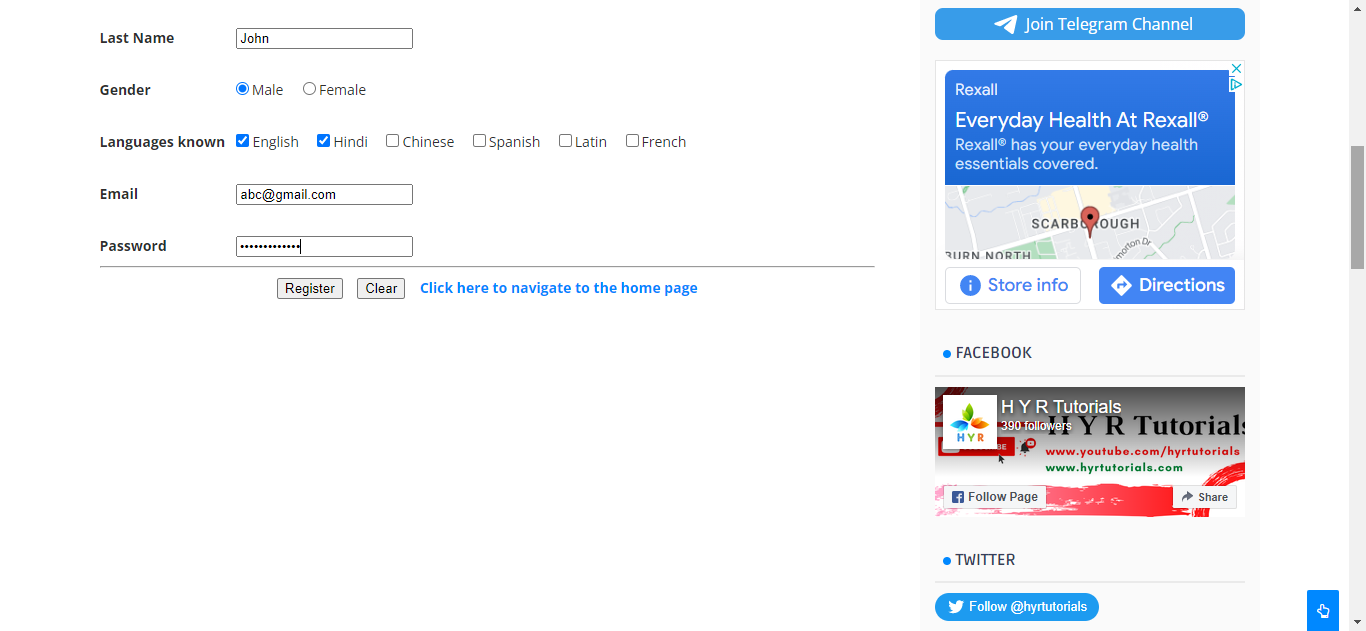 Last Name John
Gender Male Female
Languages known English Hindi Chinese Spanish Latin French
Email abc@gmail.com
Password •••••••••••••
Register Clear Click here to navigate to the home page
Join Telegram Channel
Rexall
Everyday Health At Rexall®
Rexall® has your everyday health
essentials covered.
SCARBOROUGH
BURN NORTH
morton Dr
Store info Directions
FACEBOOK
H Y R Tutorials
390 followers
H Y R Tutorials
HYR
www.youtube.com/hyrtutorials
www.hyrtutorials.com
Follow Page Share
TWITTER
Follow @hyrtutorials